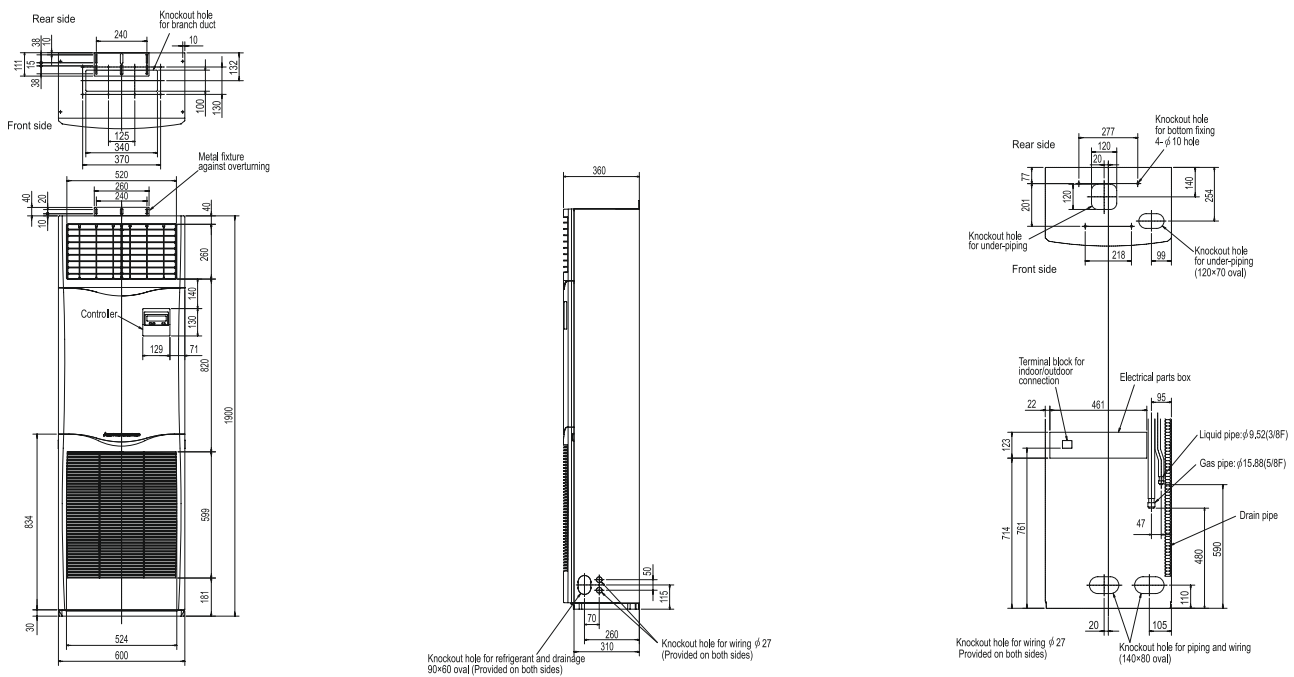 Rear side
Knockout hole
for branch duct
240
10
38
10
111
15
38
132
100
130
Front side
125
340
370
Metal fixture
against overturning
520
260
240
40
20
10
40
260
140
Controller
130
129
71
820
1900
834
599
181
30
524
600
360
50
115
70
260
310
Knockout hole for wiring φ27
(Provided on both sides)
Knockout hole for refrigerant and drainage
90×60 oval (Provided on both sides)
Knockout hole
for bottom fixing
4-φ10 hole
277
Rear side
120
20
77
120
140
254
201
Knockout hole
for under-piping
218
99
Knockout hole
for under-piping
(120×70 oval)
Front side
Terminal block for
indoor/outdoor
connection
Electrical parts box
22
461
95
123
Liquid pipe:φ9.52(3/8F)
Gas pipe:φ15.88(5/8F)
714
761
47
Drain pipe
480
590
110
20
105
Knockout hole for wiring φ27
Provided on both sides)
Knockout hole for piping and wiring
(140×80 oval)